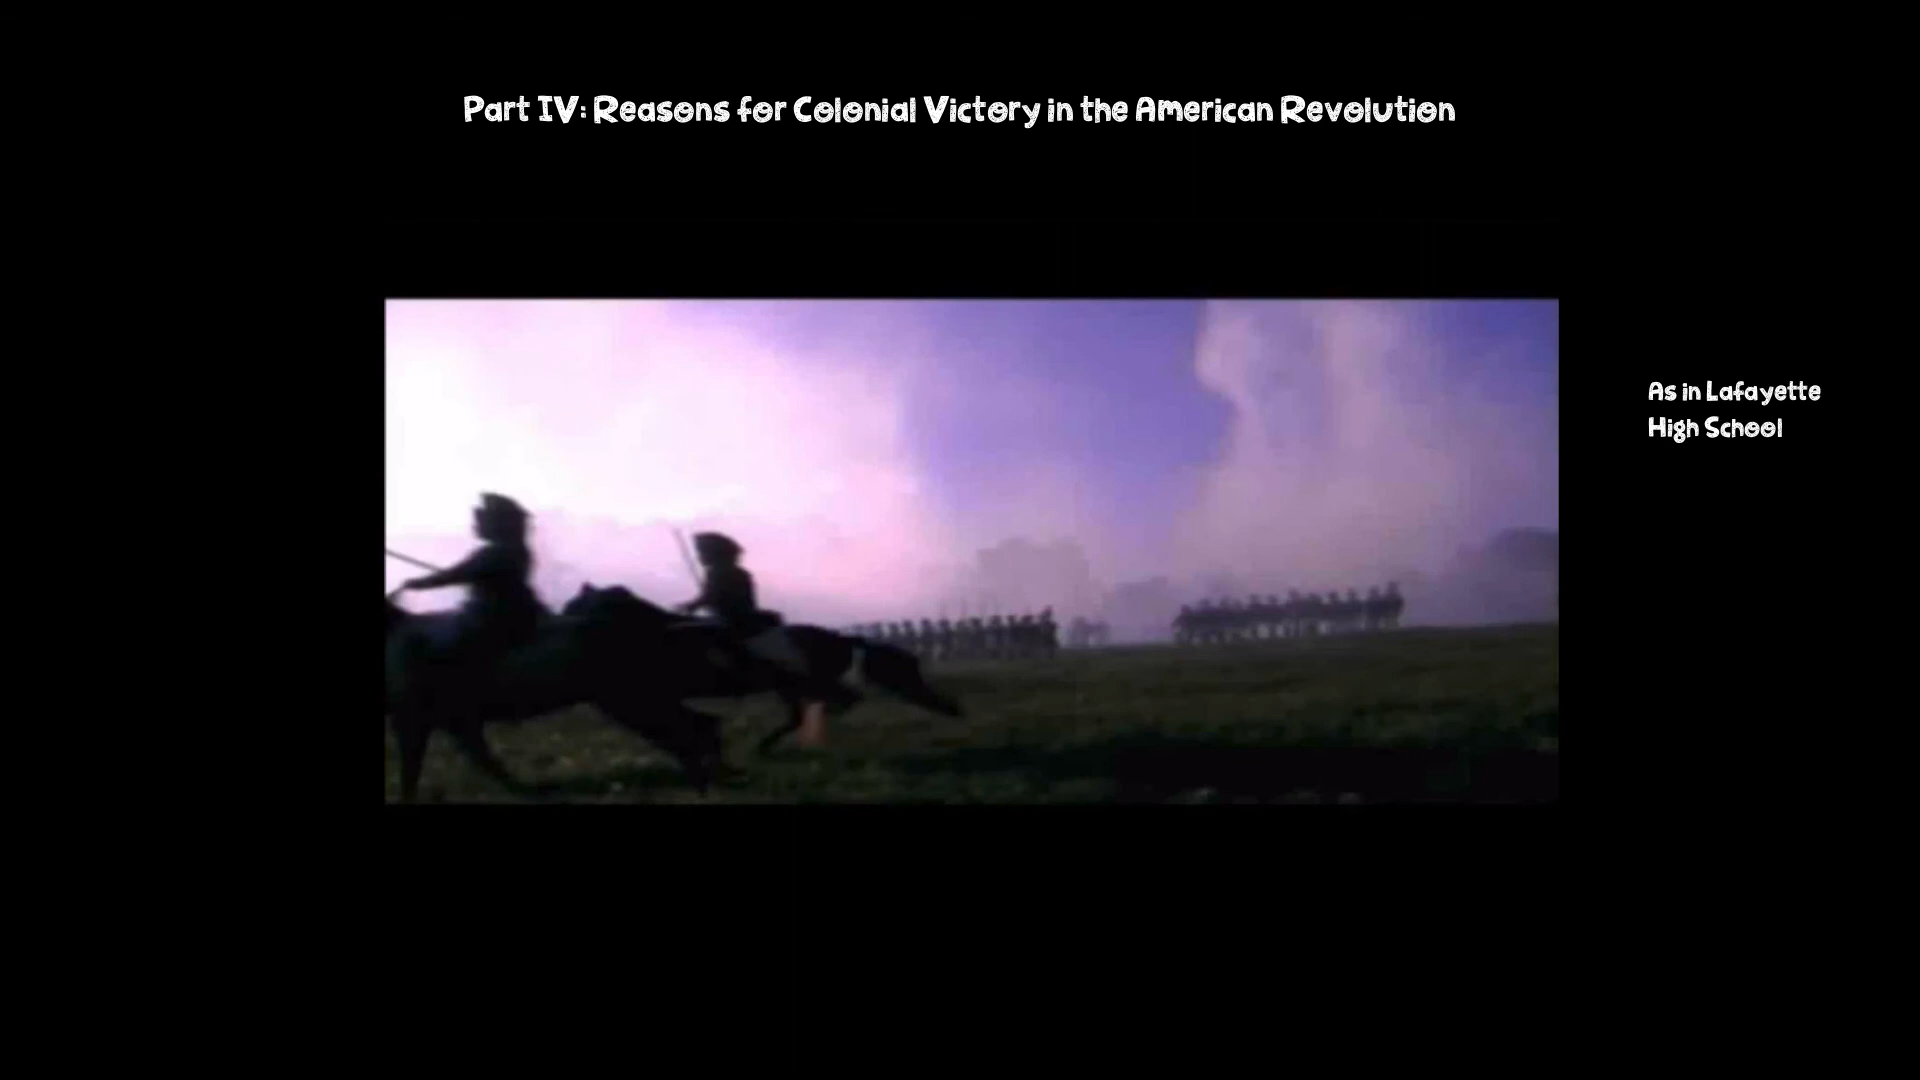 Part IV: Reasons for Colonial Victory in the American Revolution
As in Lafayette
High School